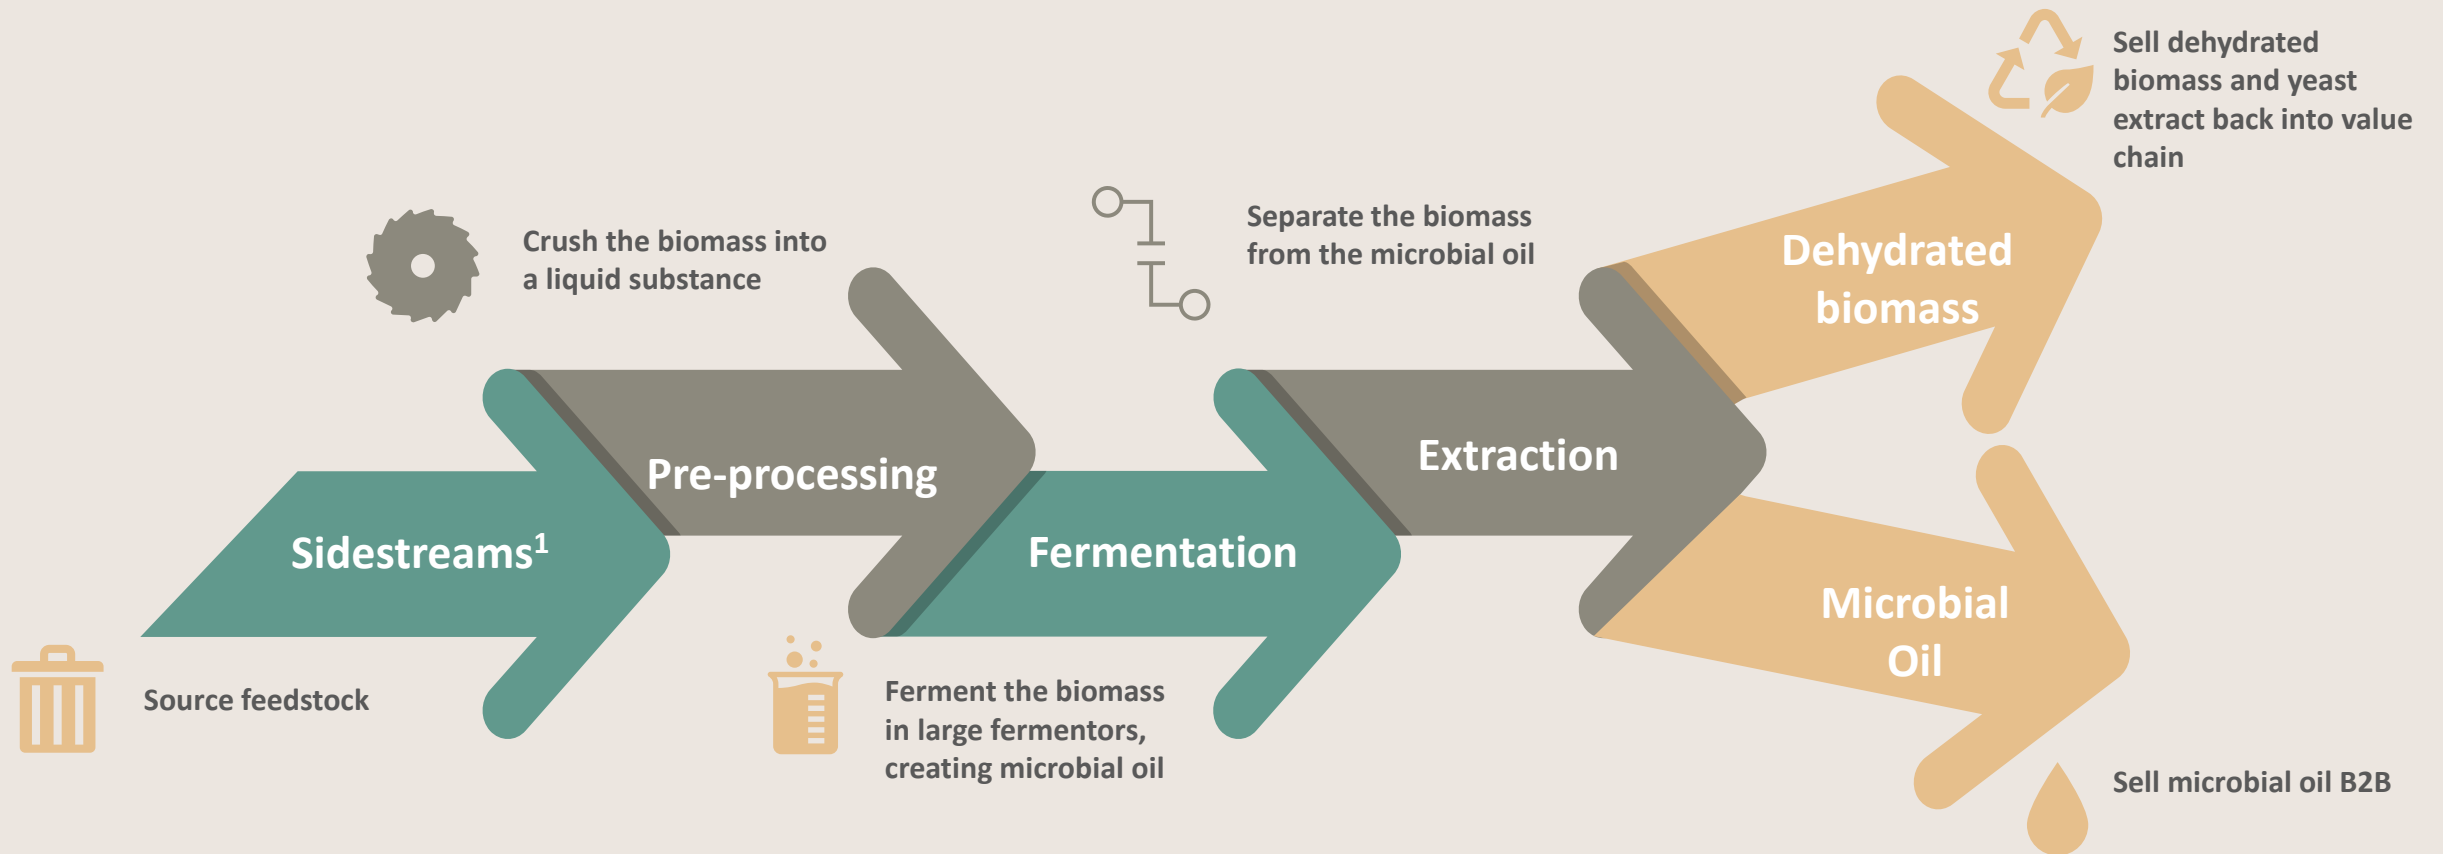 Sidestreams¹
Source feedstock
Crush the biomass into
a liquid substance
Pre-processing
Fermentation
Ferment the biomass
in large fermentors,
creating microbial oil
Separate the biomass
from the microbial oil
Extraction
Dehydrated
biomass
Sell dehydrated
biomass and yeast
extract back into value
chain
Microbial
Oil
Sell microbial oil B2B